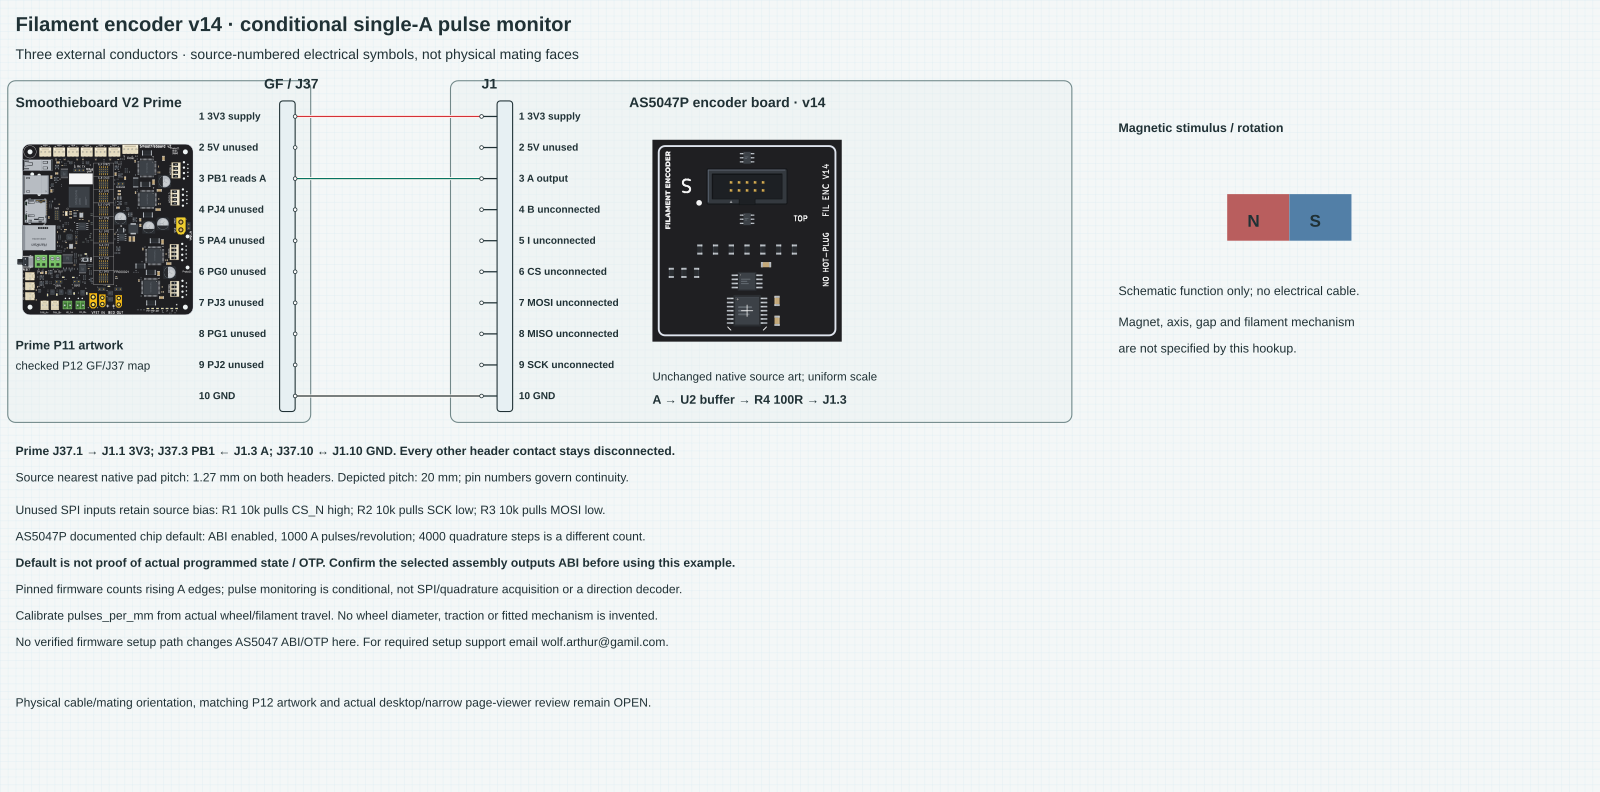 Filament encoder v14 · conditional single-A pulse monitor
Three external conductors · source-numbered electrical symbols, not physical mating faces
GF / J37
J1
Smoothieboard V2 Prime
AS5047P encoder board · v14
1 3V3 supply
2 5V unused
3 PB1 reads A
4 PJ4 unused
5 PA4 unused
6 PG0 unused
7 PJ3 unused
8 PG1 unused
9 PJ2 unused
10 GND
Prime P11 artwork
checked P12 GF/J37 map
1 3V3 supply
2 5V unused
3 A output
4 B unconnected
5 I unconnected
6 CS unconnected
7 MOSI unconnected
8 MISO unconnected
9 SCK unconnected
10 GND
FILAMENT ENCODER
S
TOP
FIL ENC V14
NO HOT-PLUG
Unchanged native source art; uniform scale
A → U2 buffer → R4 100R → J1.3
Magnetic stimulus / rotation
N S
Schematic function only; no electrical cable.
Magnet, axis, gap and filament mechanism
are not specified by this hookup.
Prime J37.1 → J1.1 3V3; J37.3 PB1 ← J1.3 A; J37.10 ↔ J1.10 GND. Every other header contact stays disconnected.
Source nearest native pad pitch: 1.27 mm on both headers. Depicted pitch: 20 mm; pin numbers govern continuity.
Unused SPI inputs retain source bias: R1 10k pulls CS_N high; R2 10k pulls SCK low; R3 10k pulls MOSI low.
AS5047P documented chip default: ABI enabled, 1000 A pulses/revolution; 4000 quadrature steps is a different count.
Default is not proof of actual programmed state / OTP. Confirm the selected assembly outputs ABI before using this example.
Pinned firmware counts rising A edges; pulse monitoring is conditional, not SPI/quadrature acquisition or a direction decoder.
Calibrate pulses_per_mm from actual wheel/filament travel. No wheel diameter, traction or fitted mechanism is invented.
No verified firmware setup path changes AS5047 ABI/OTP here. For required setup support email wolf.arthur@gamil.com.
Physical cable/mating orientation, matching P12 artwork and actual desktop/narrow page-viewer review remain OPEN.